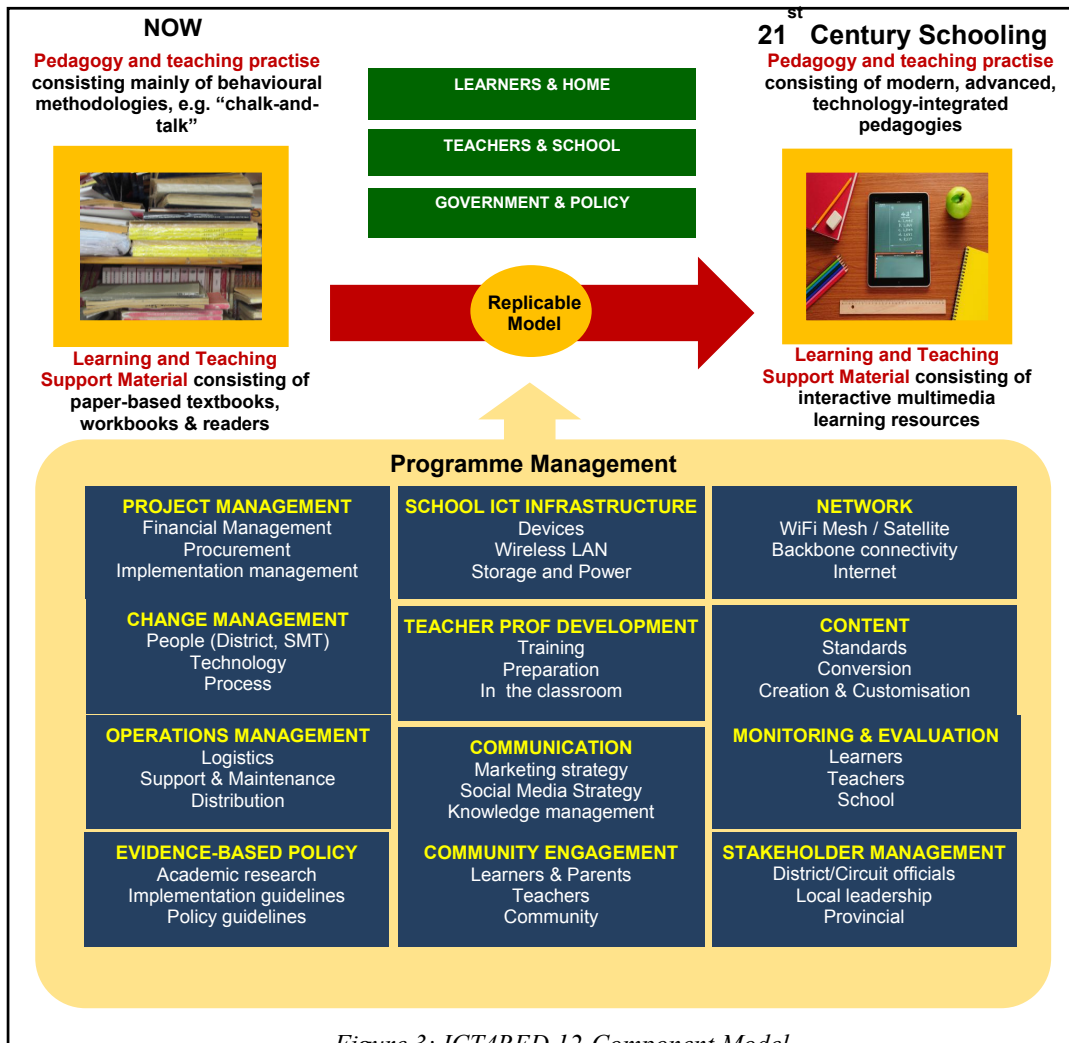 NOW
Pedagogy and teaching practise
consisting mainly of behavioural
methodologies, e.g. “chalk-and-
talk”
Learning and Teaching
Support Material consisting of
paper-based textbooks,
workbooks & readers
LEARNERS & HOME
TEACHERS & SCHOOL
GOVERNMENT & POLICY
Replicable
Model
21st Century Schooling
Pedagogy and teaching practise
consisting of modern, advanced,
technology-integrated
pedagogies
Learning and Teaching
Support Material consisting of
interactive multimedia
learning resources
Programme Management
PROJECT MANAGEMENT
Financial Management
Procurement
Implementation management
SCHOOL ICT INFRASTRUCTURE
Devices
Wireless LAN
Storage and Power
NETWORK
WiFi Mesh / Satellite
Backbone connectivity
Internet
CHANGE MANAGEMENT
People (District, SMT)
Technology
Process
TEACHER PROF DEVELOPMENT
Training
Preparation
In the classroom
CONTENT
Standards
Conversion
Creation & Customisation
OPERATIONS MANAGEMENT
Logistics
Support & Maintenance
Distribution
COMMUNICATION
Marketing strategy
Social Media Strategy
Knowledge management
MONITORING & EVALUATION
Learners
Teachers
School
EVIDENCE-BASED POLICY
Academic research
Implementation guidelines
Policy guidelines
COMMUNITY ENGAGEMENT
Learners & Parents
Teachers
Community
STAKEHOLDER MANAGEMENT
District/Circuit officials
Local leadership
Provincial
Figure 3: ICT4RED 12-Component Model